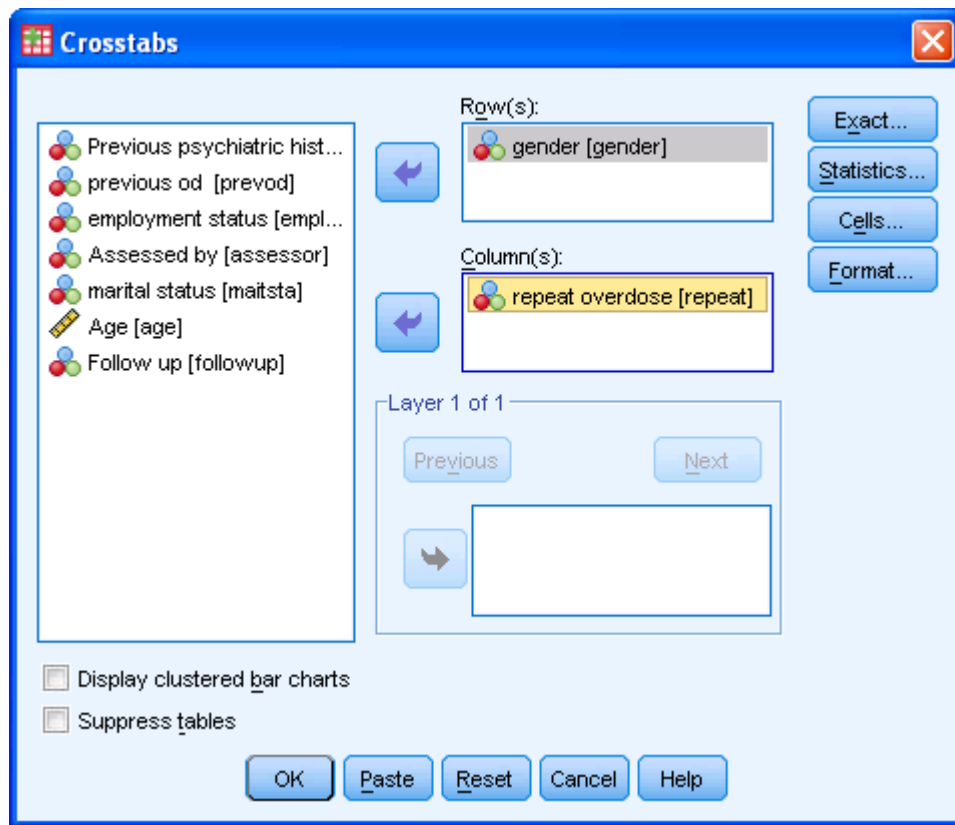 Crosstabs
Previous psychiatric hist...
previous od [prevod]
employment status [empl...
Assessed by [assessor]
marital status [maitsta]
Age [age]
Follow up [followup]
Row(s):
gender [gender]
Column(s):
repeat overdose [repeat]
Layer 1 of 1
Previous
Next
Exact...
Statistics...
Cells...
Format...
Display clustered bar charts
Suppress tables
OK
Paste
Reset
Cancel
Help